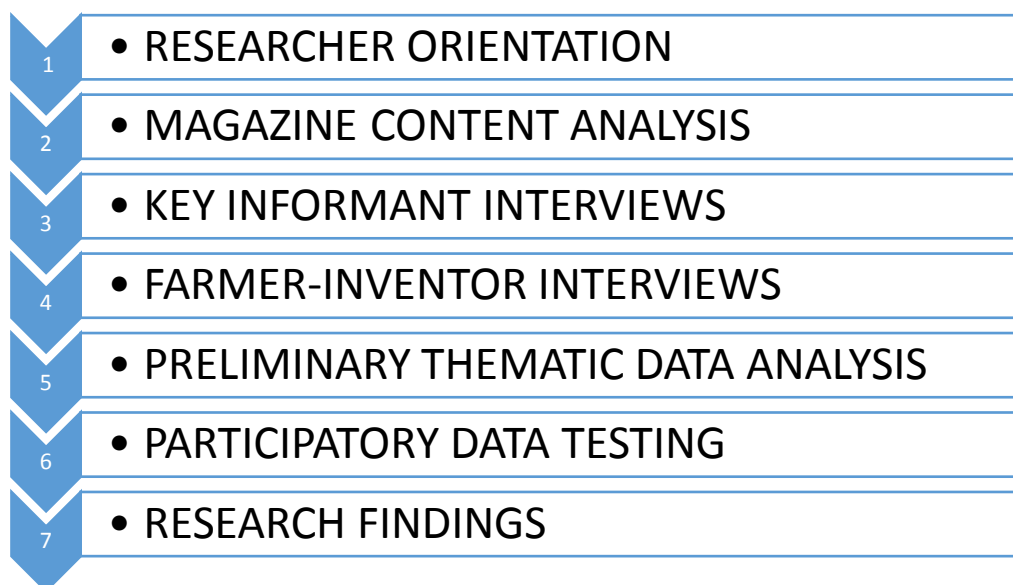 1 • RESEARCHER ORIENTATION
2 • MAGAZINE CONTENT ANALYSIS
3 • KEY INFORMANT INTERVIEWS
4 • FARMER-INVENTOR INTERVIEWS
5 • PRELIMINARY THEMATIC DATA ANALYSIS
6 • PARTICIPATORY DATA TESTING
7 • RESEARCH FINDINGS